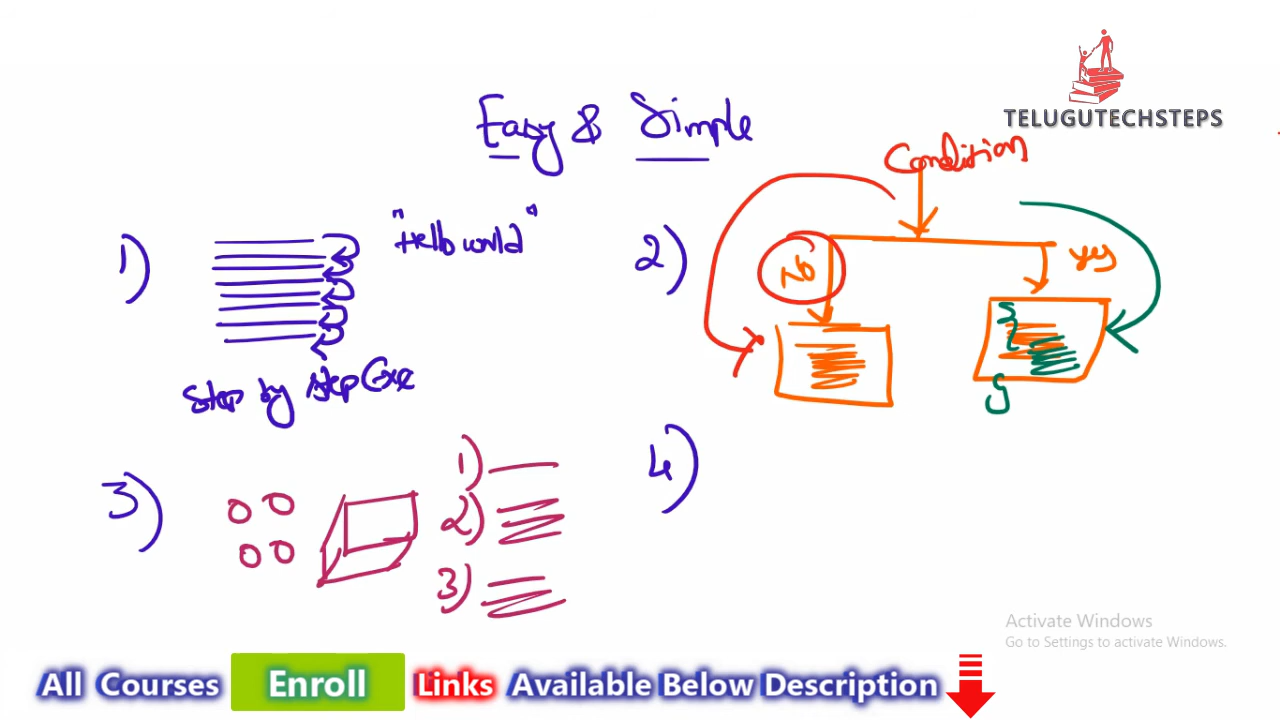 TELUGUTECHSTEPS
Easy & Simple
Condition
1)
"Hello world"
2)
No
yes
Step by step Exe
3)
1)
2)
3)
4)
Activate Windows
Go to Settings to activate Windows.
All Courses Enroll Links Available Below Description